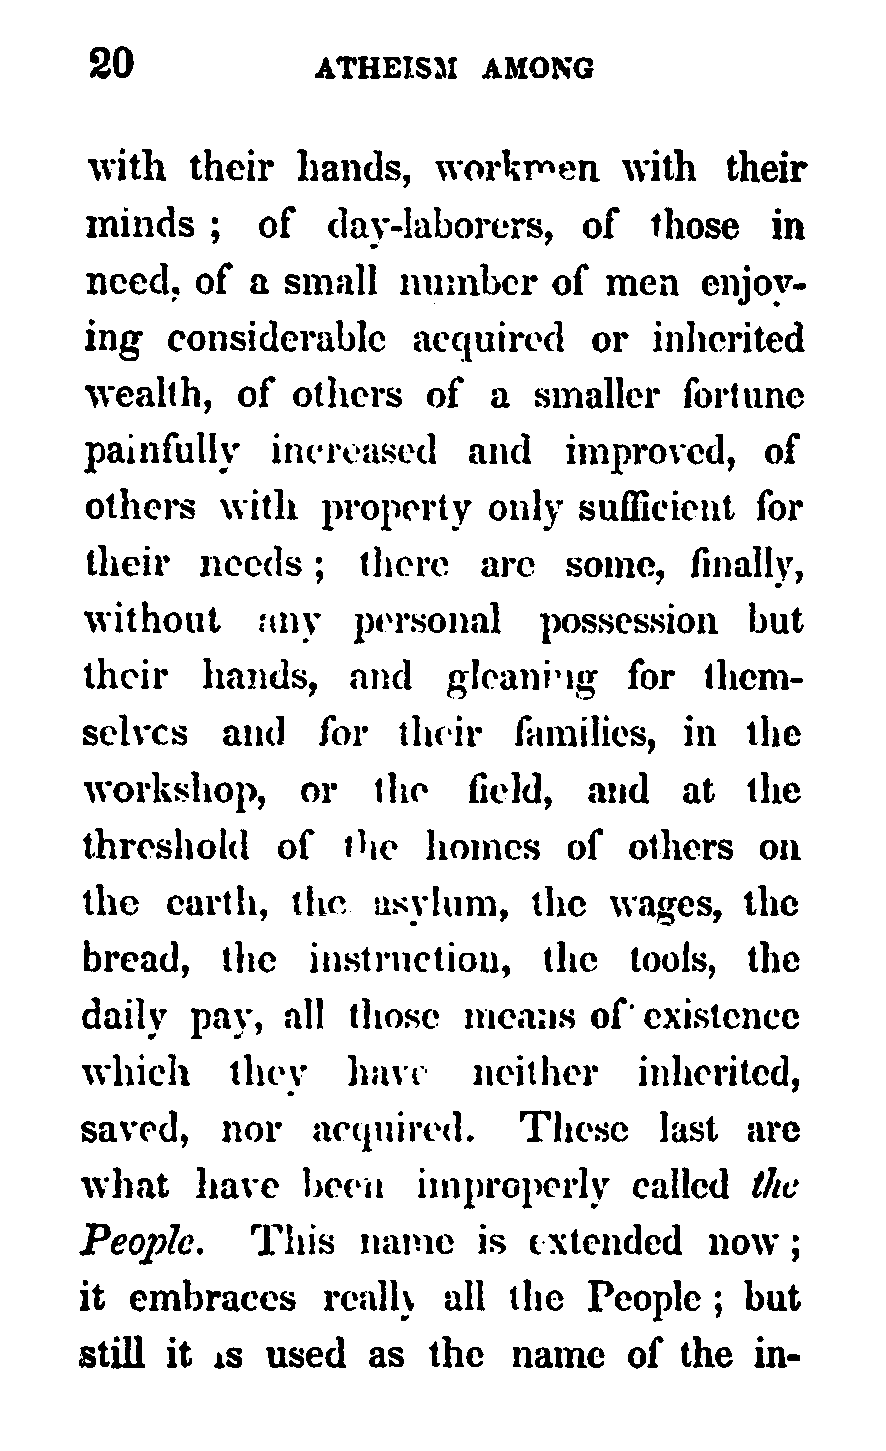 20 ATHEISM AMONG
with their hands, workmen with their
minds ; of day-laborers, of those in
need, of a small number of men enjoy-
ing considerable acquired or inherited
wealth, of others of a smaller fortune
painfully increased and improved, of
others with property only sufficient for
their needs ; there are some, finally,
without any personal possession but
their hands, and gleaning for them-
selves and for their families, in the
workshop, or the field, and at the
threshold of the homes of others on
the earth, the asylum, the wages, the
bread, the instruction, the tools, the
daily pay, all those means of existence
which they have neither inherited,
saved, nor acquired. These last are
what have been improperly called the
People. This name is extended now ;
it embraces really all the People ; but
still it is used as the name of the in-